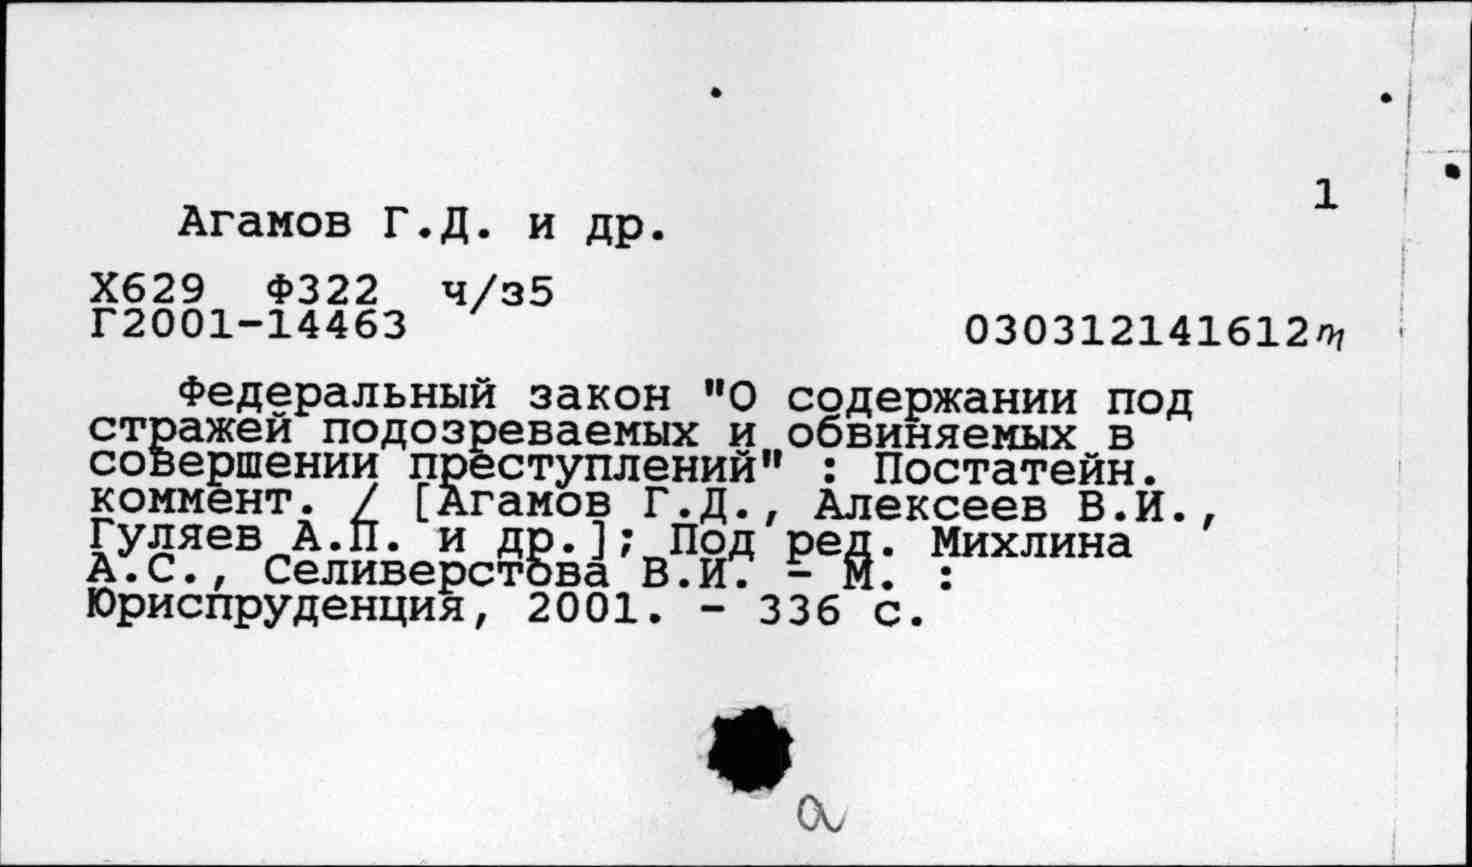 1
Агамов Г.Д. и др.
Х629 Ф322 ч/з5
Г2001-14463
030312141612
Федеральный закон "О содержании под
стражей подозреваемых и обвиняемых в
совершении преступлений" : Постатейн.
коммент. / [Агамов Г.Д., Алексеев В.И.,
Гуляев А.П. и др.]; Под ред. Михлина
А.С., Селиверстова В.И. - М. :
Юриспруденция, 2001. - 336 с.